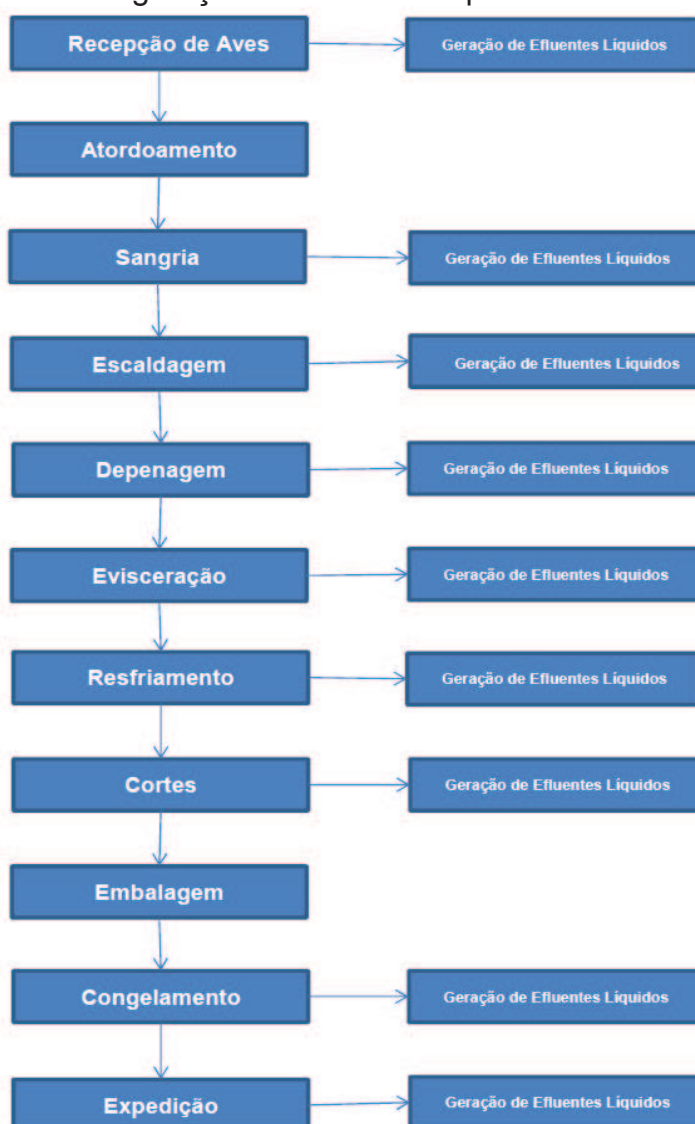 Recepção de Aves
Geração de Efluentes Líquidos
Atordoamento
Sangria
Geração de Efluentes Líquidos
Escaldagem
Geração de Efluentes Líquidos
Depenagem
Geração de Efluentes Líquidos
Evisceração
Geração de Efluentes Líquidos
Resfriamento
Geração de Efluentes Líquidos
Cortes
Geração de Efluentes Líquidos
Embalagem
Congelamento
Geração de Efluentes Líquidos
Expedição
Geração de Efluentes Líquidos